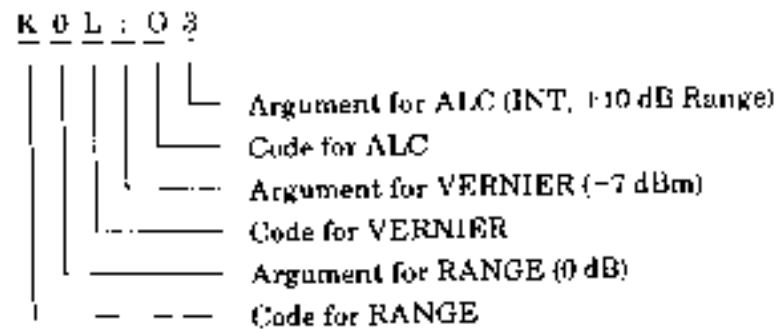 K 0 L : O 3
Argument for ALC (INT, +10 dB Range)
Code for ALC
Argument for VERNIER (−7 dBm)
Code for VERNIER
Argument for RANGE (0 dB)
Code for RANGE